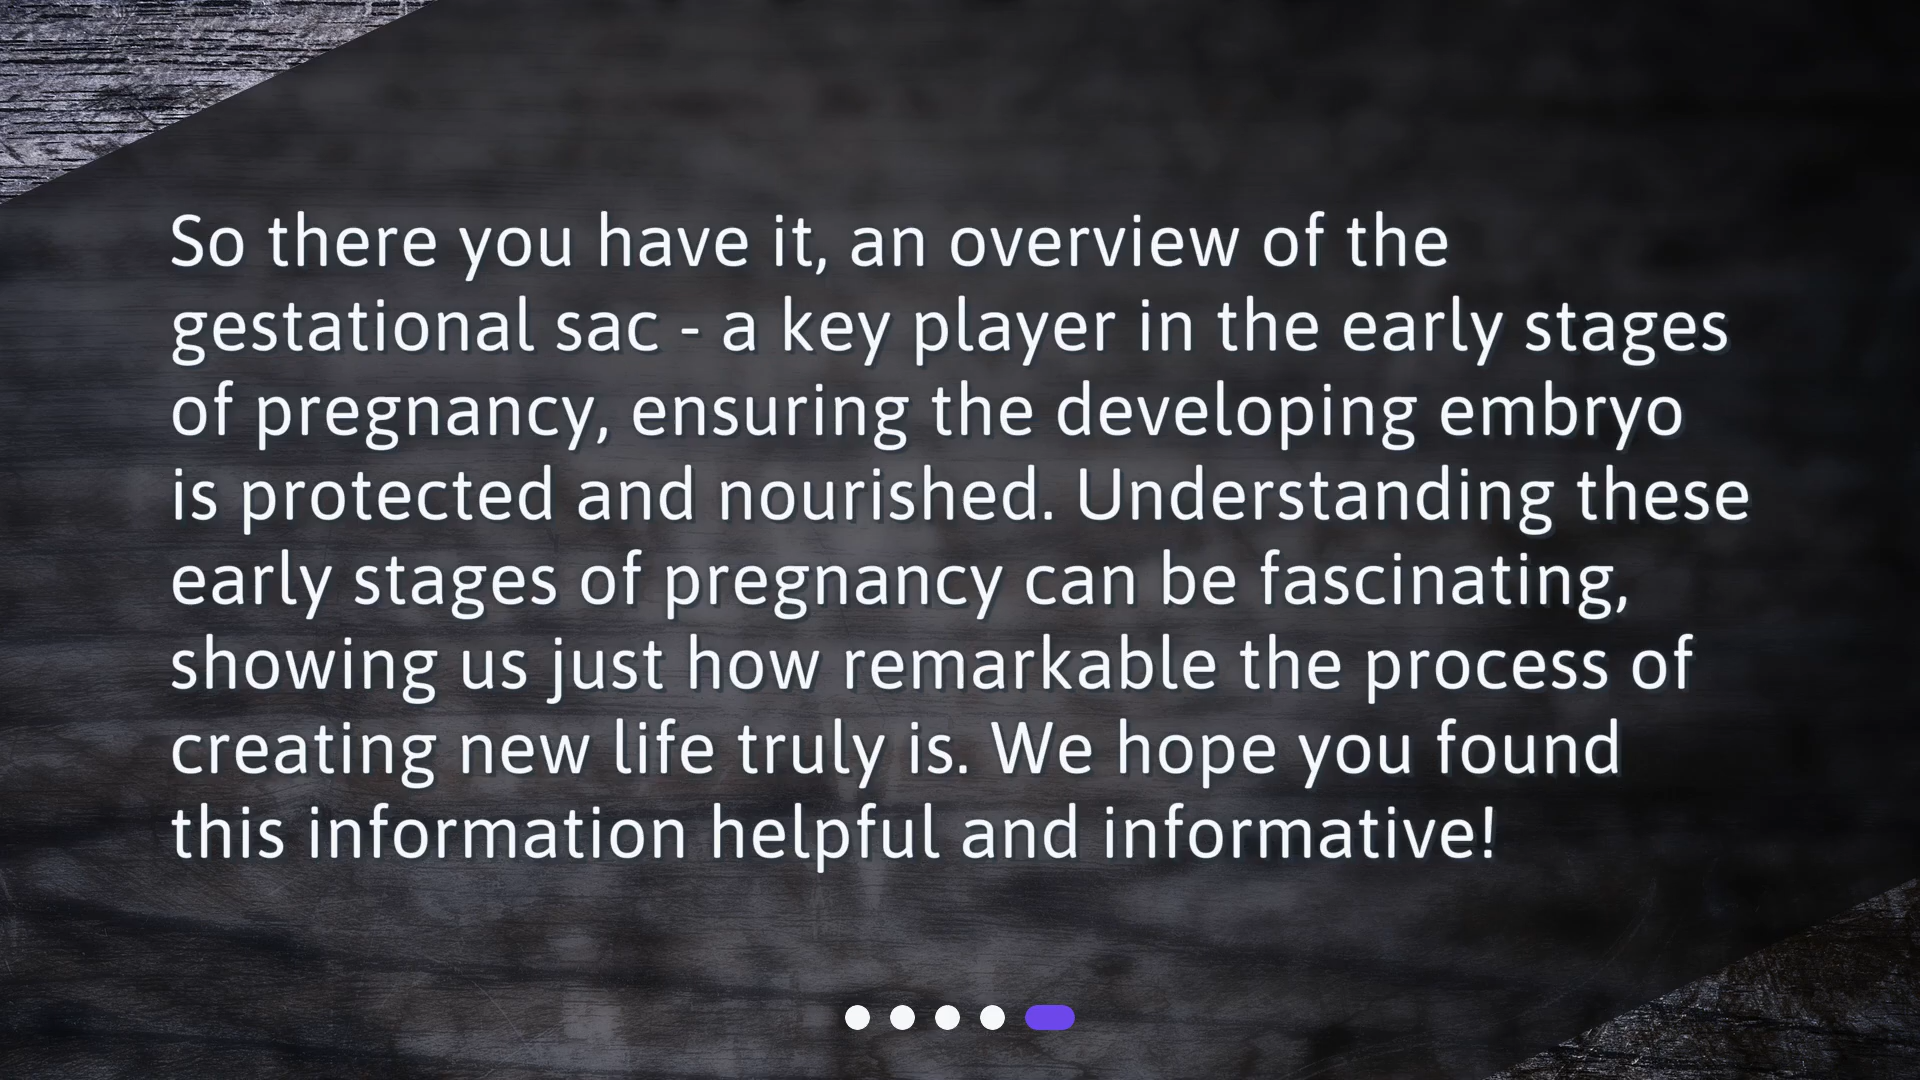 So there you have it, an overview of the
gestational sac - a key player in the early stages
of pregnancy, ensuring the developing embryo
is protected and nourished. Understanding these
early stages of pregnancy can be fascinating,
showing us just how remarkable the process of
creating new life truly is. We hope you found
this information helpful and informative!